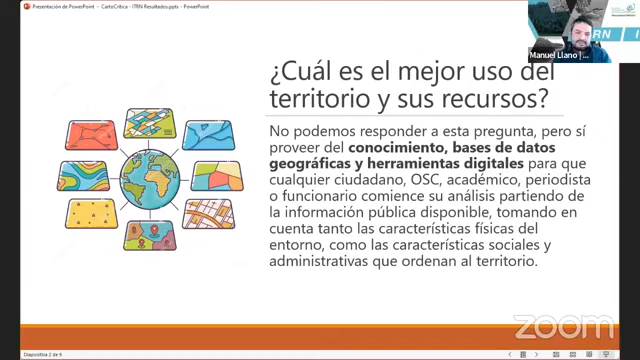 Presentación de PowerPoint - CartoCrítica - ITRN Resultados.pptx - PowerPoint
RN
Manuel Llano |...
¿Cuál es el mejor uso del
territorio y sus recursos?
No podemos responder a esta pregunta, pero sí
proveer del conocimiento, bases de datos
geográficas y herramientas digitales para que
cualquier ciudadano, OSC, académico, periodista
o funcionario comience su análisis partiendo de
la información pública disponible, tomando en
cuenta tanto las características físicas del
entorno, como las características sociales y
administrativas que ordenan al territorio.
zoom
Diapositiva 2 de 9